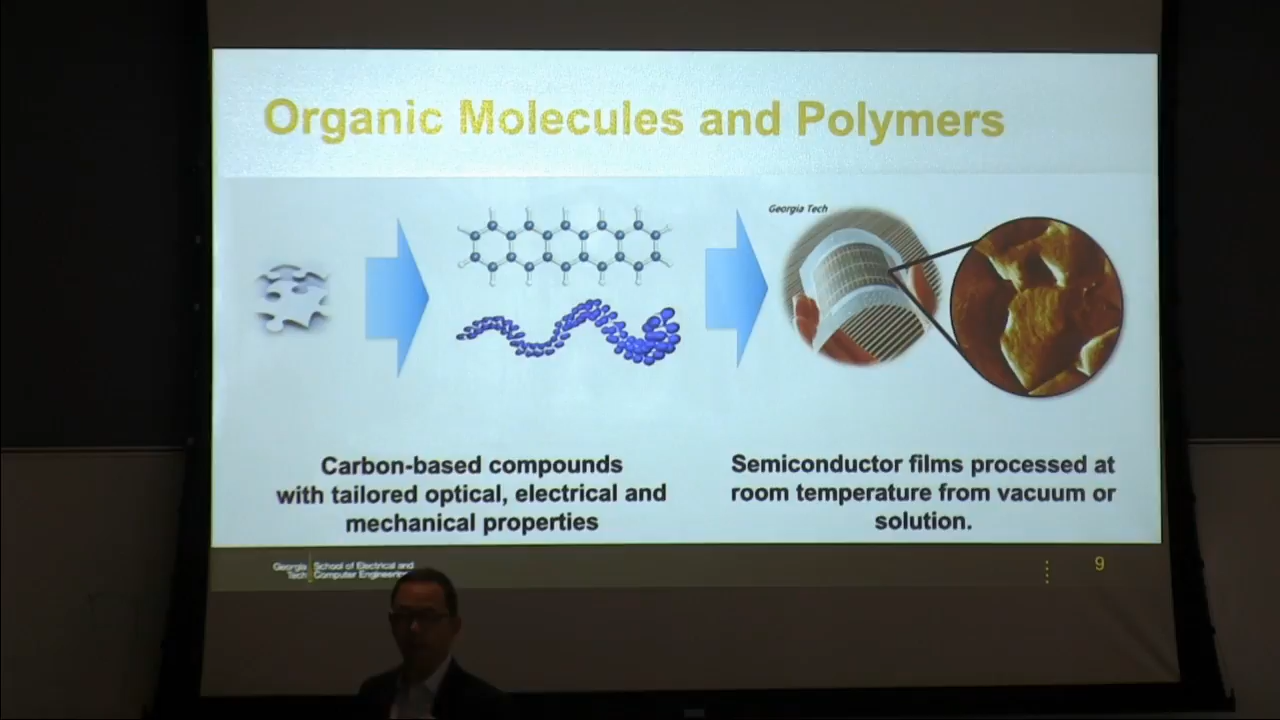 Organic Molecules and Polymers
Georgia Tech
Carbon-based compounds
with tailored optical, electrical and
mechanical properties
Semiconductor films processed at
room temperature from vacuum or
solution.
Georgia Tech
School of Electrical and
Computer Engineering
9